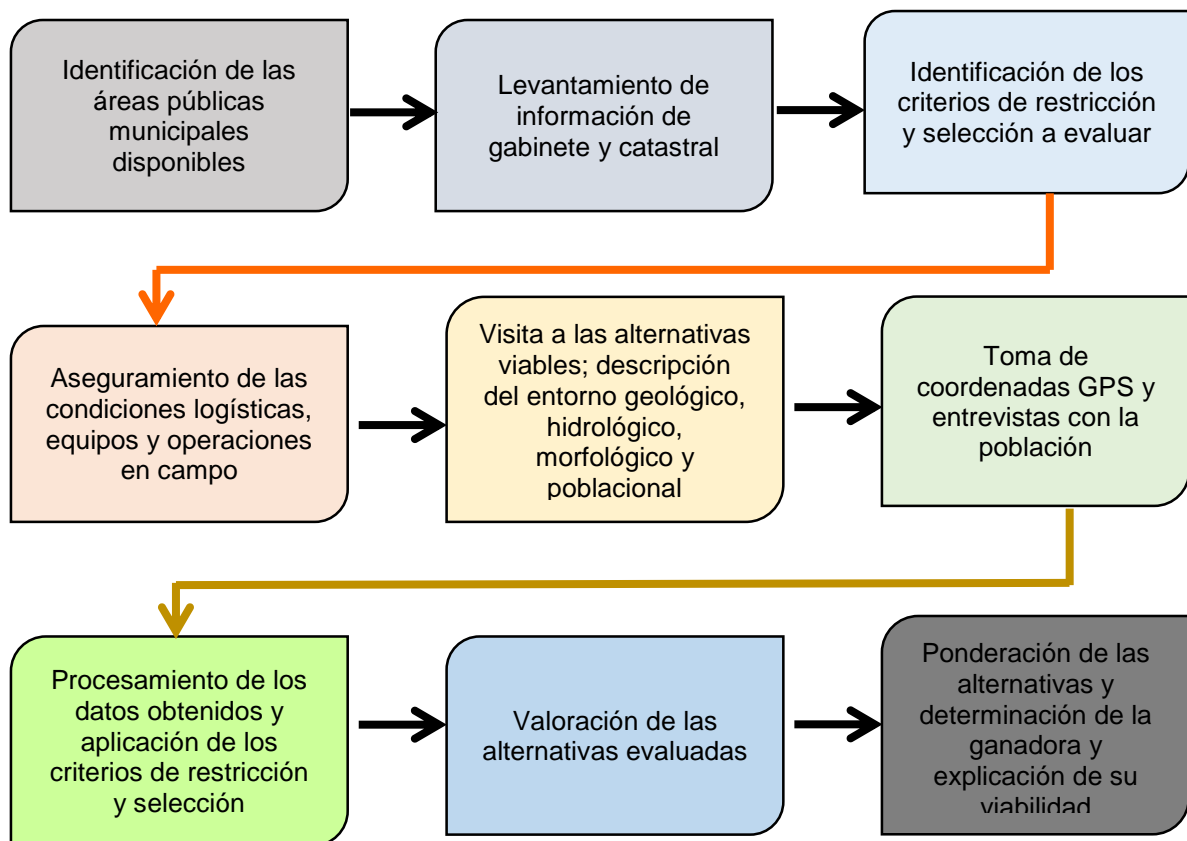 Identificación de las
áreas públicas
municipales
disponibles
Levantamiento de
información de
gabinete y catastral
Identificación de los
criterios de restricción
y selección a evaluar
Aseguramiento de las
condiciones logísticas,
equipos y operaciones
en campo
Visita a las alternativas
viables; descripción
del entorno geológico,
hidrológico,
morfológico y
poblacional
Toma de
coordenadas GPS y
entrevistas con la
población
Procesamiento de los
datos obtenidos y
aplicación de los
criterios de restricción
y selección
Valoración de las
alternativas evaluadas
Ponderación de las
alternativas y
determinación de la
ganadora y
explicación de su
viabilidad